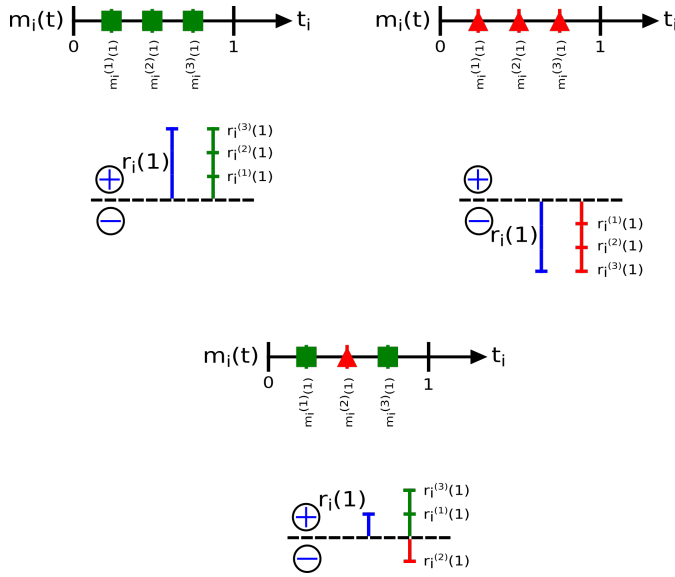 mᵢ(t) 0 1 tᵢ
mᵢ⁽¹⁾(1) mᵢ⁽²⁾(1) mᵢ⁽³⁾(1)
+ rᵢ(1) rᵢ⁽³⁾(1)
rᵢ⁽²⁾(1)
rᵢ⁽¹⁾(1)
−
mᵢ(t) 0 1 tᵢ
mᵢ⁽¹⁾(1) mᵢ⁽²⁾(1) mᵢ⁽³⁾(1)
+
− rᵢ(1) rᵢ⁽¹⁾(1)
rᵢ⁽²⁾(1)
rᵢ⁽³⁾(1)
mᵢ(t) 0 1 tᵢ
mᵢ⁽¹⁾(1) mᵢ⁽²⁾(1) mᵢ⁽³⁾(1)
+ rᵢ(1) rᵢ⁽³⁾(1)
rᵢ⁽¹⁾(1)
− rᵢ⁽²⁾(1)